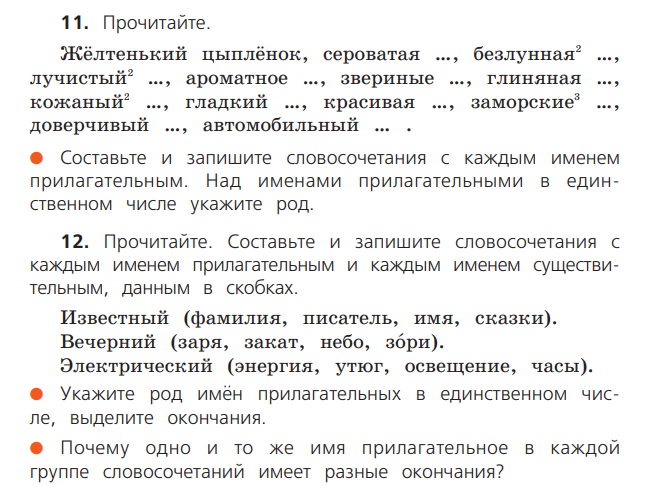 11. Прочитайте.
Жёлтенький цыплёнок, сероватая ..., безлунная² ...,
лучистый² ..., ароматное ..., звериные ..., глиняная ...,
кожаный² ..., гладкий ..., красивая ..., заморские³ ...,
доверчивый ..., автомобильный ... .
Составьте и запишите словосочетания с каждым именем
прилагательным. Над именами прилагательными в един-
ственном числе укажите род.
12. Прочитайте. Составьте и запишите словосочетания с
каждым именем прилагательным и каждым именем существи-
тельным, данным в скобках.
Известный (фамилия, писатель, имя, сказки).
Вечерний (заря, закат, небо, зо́ри).
Электрический (энергия, утюг, освещение, часы).
Укажите род имён прилагательных в единственном чис-
ле, выделите окончания.
Почему одно и то же имя прилагательное в каждой
группе словосочетаний имеет разные окончания?